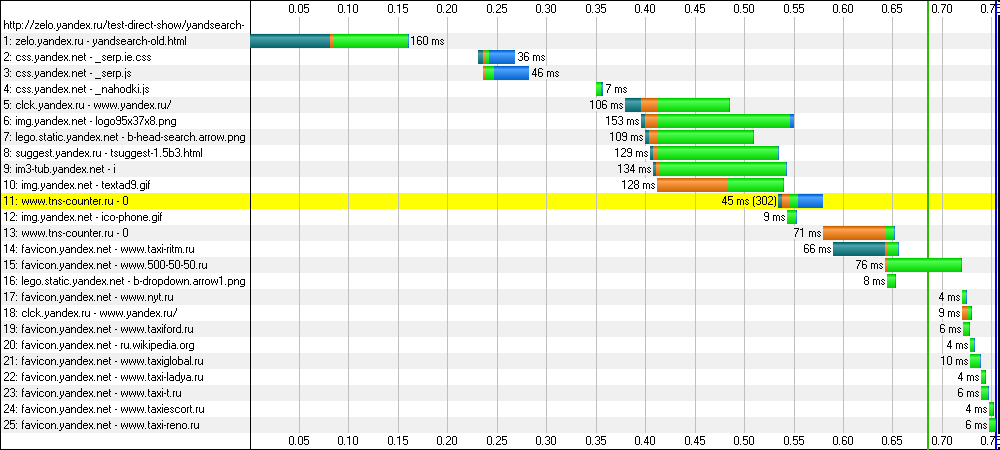 0.05 0.10 0.15 0.20 0.25 0.30 0.35 0.40 0.45 0.50 0.55 0.60 0.65 0.70 0.75
http://zelo.yandex.ru/test-direct-show/yandsearch-
1: zelo.yandex.ru - yandsearch-old.html 160 ms
2: css.yandex.net - _serp.ie.css 36 ms
3: css.yandex.net - _serp.js 46 ms
4: css.yandex.net - _nahodki.js 7 ms
5: clck.yandex.ru - www.yandex.ru/ 106 ms
6: img.yandex.net - logo95x37x8.png 153 ms
7: lego.static.yandex.net - b-head-search.arrow.png 109 ms
8: suggest.yandex.ru - tsuggest-1.5b3.html 129 ms
9: im3-tub.yandex.net - i 134 ms
10: img.yandex.net - textad9.gif 128 ms
11: www.tns-counter.ru - 0 45 ms (302)
12: img.yandex.net - ico-phone.gif 9 ms
13: www.tns-counter.ru - 0 71 ms
14: favicon.yandex.net - www.taxi-ritm.ru 66 ms
15: favicon.yandex.net - www.500-50-50.ru 76 ms
16: lego.static.yandex.net - b-dropdown.arrow1.png 8 ms
17: favicon.yandex.net - www.nyt.ru 4 ms
18: clck.yandex.ru - www.yandex.ru/ 9 ms
19: favicon.yandex.net - www.taxiford.ru 6 ms
20: favicon.yandex.net - ru.wikipedia.org 4 ms
21: favicon.yandex.net - www.taxiglobal.ru 10 ms
22: favicon.yandex.net - www.taxi-ladya.ru 4 ms
23: favicon.yandex.net - www.taxi-t.ru 6 ms
24: favicon.yandex.net - www.taxiescort.ru 4 ms
25: favicon.yandex.net - www.taxi-reno.ru 6 ms
0.05 0.10 0.15 0.20 0.25 0.30 0.35 0.40 0.45 0.50 0.55 0.60 0.65 0.70 0.75